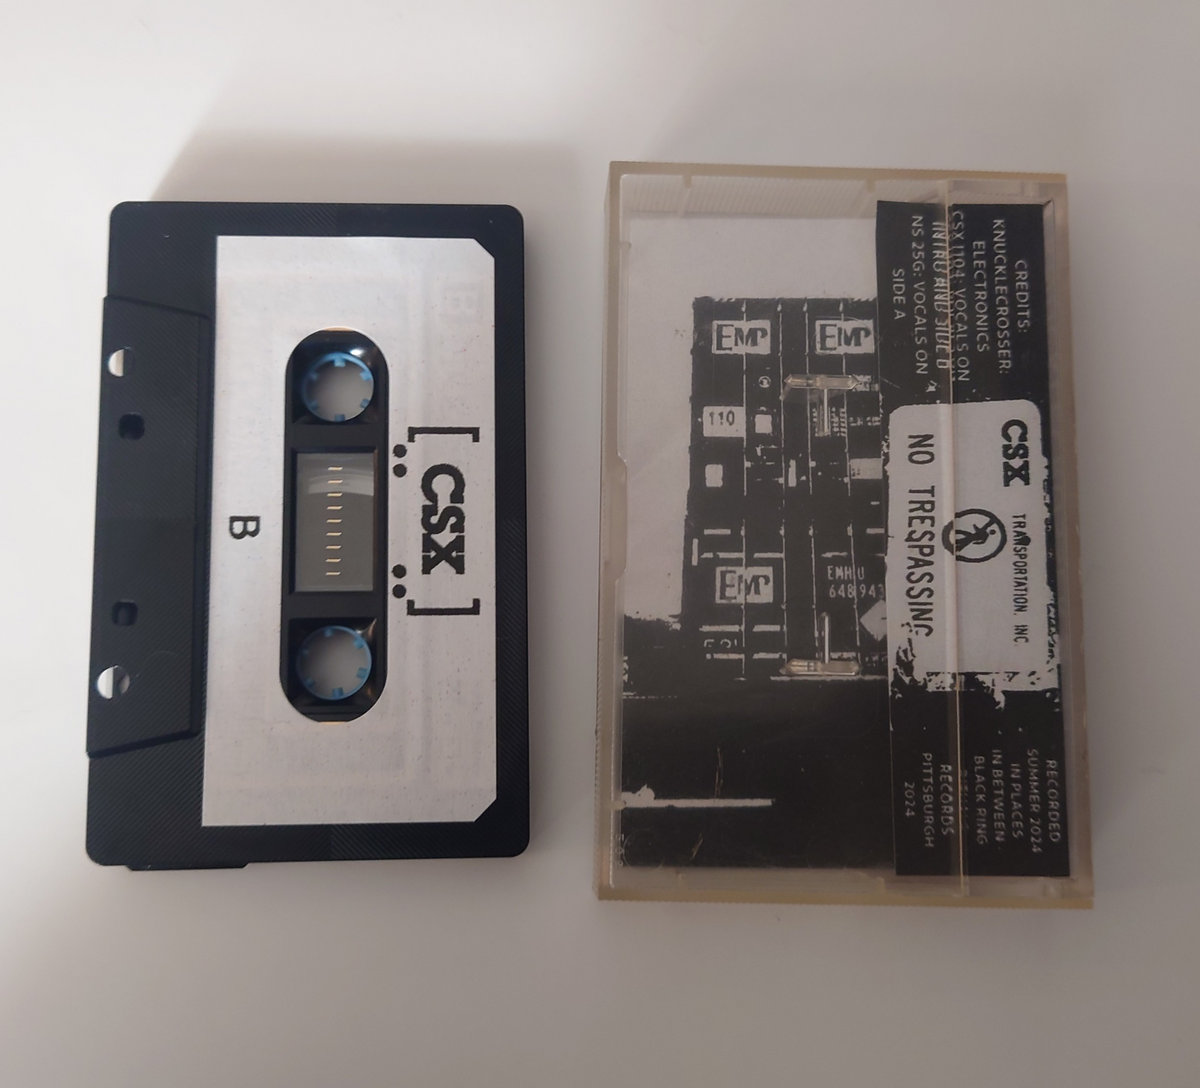 [CSX]
B
EMP
EMP
110
EMP
EMHU
648943
CREDITS:
KNUCKLECROSSER:
ELECTRONICS
CSX 1104: VOCALS ON
INTRO AND SIDE B
NS 25G: VOCALS ON
SIDE A
CSX
TRANSPORTATION, INC.
NO TRESPASSING
RECORDED
SUMMER 2024
IN PLACES
IN BETWEEN
BLACK RING
RECORDS
PITTSBURGH
2024